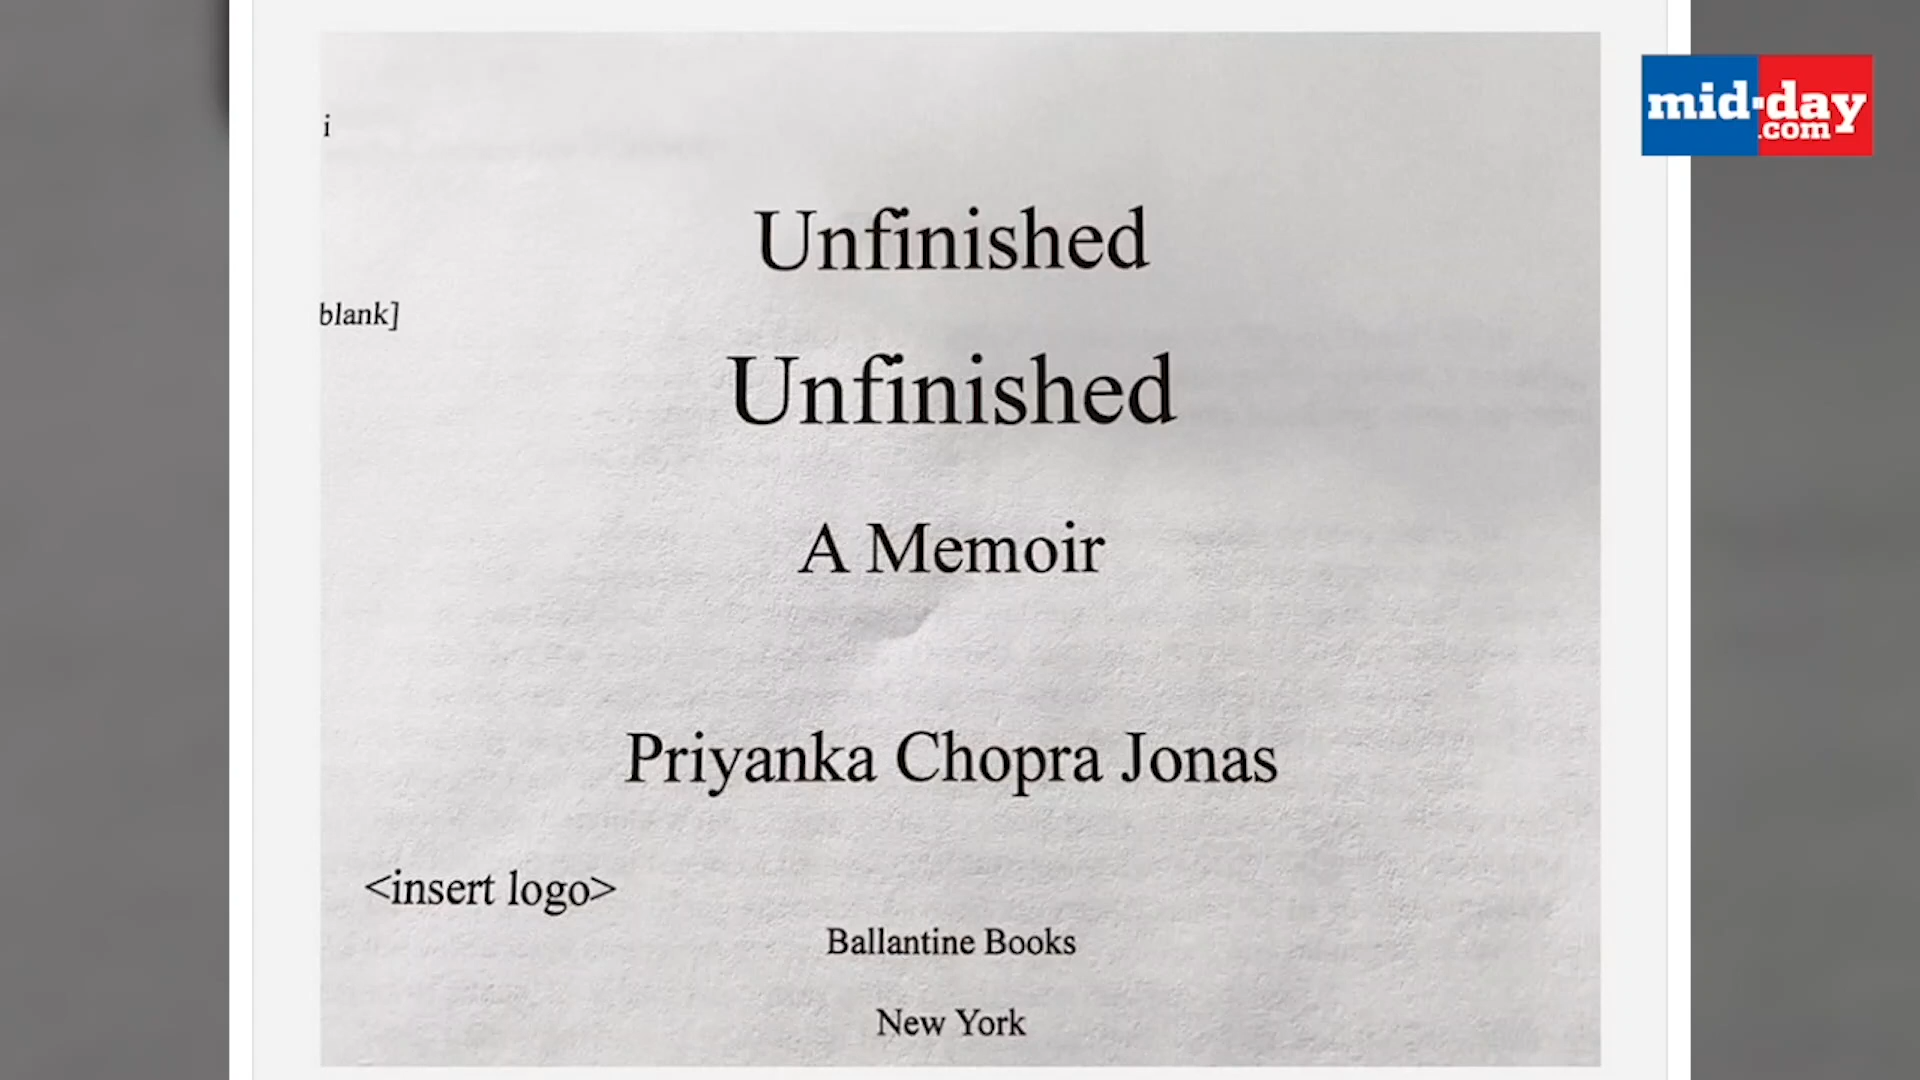 mid-day
.com
i
Unfinished
blank]
Unfinished
A Memoir
Priyanka Chopra Jonas
<insert logo>
Ballantine Books
New York